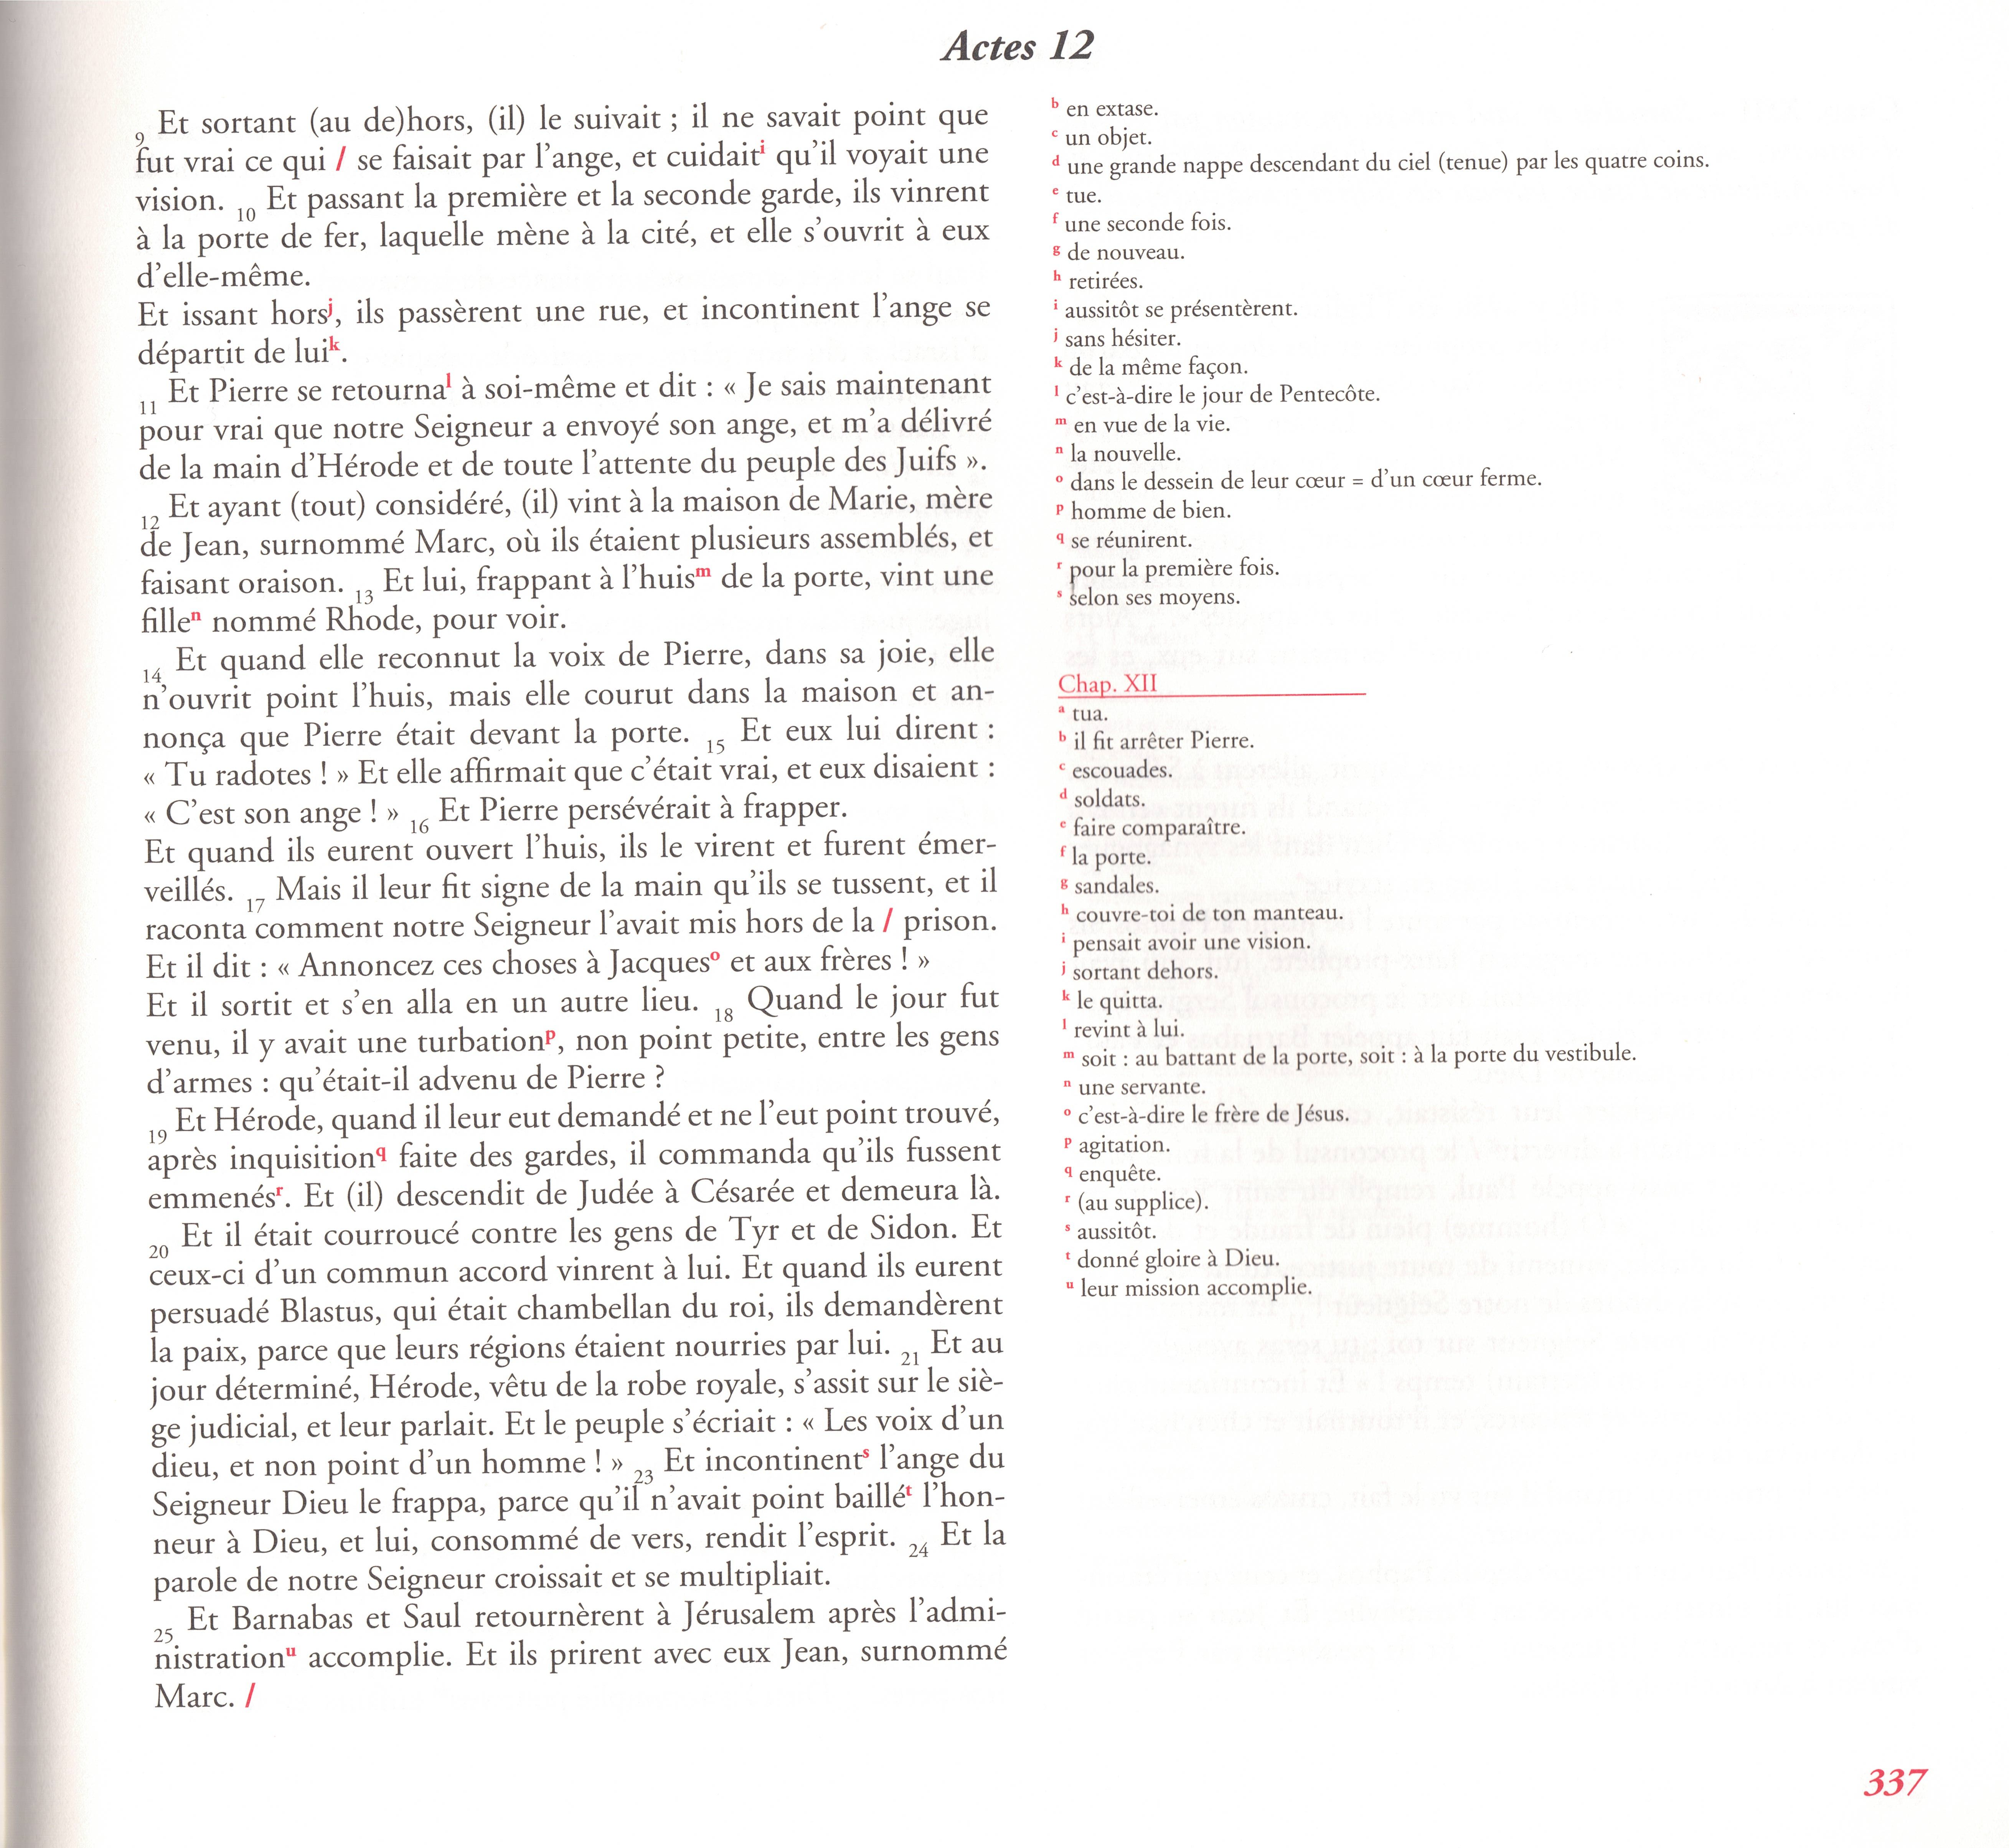 Actes 12
9 Et sortant (au de)hors, (il) le suivait ; il ne savait point que
fut vrai ce qui / se faisait par l'ange, et cuidaitⁱ qu'il voyait une
vision. 10 Et passant la première et la seconde garde, ils vinrent
à la porte de fer, laquelle mène à la cité, et elle s'ouvrit à eux
d'elle-même.
Et issant horsʲ, ils passèrent une rue, et incontinent l'ange se
départit de luiᵏ.
11 Et Pierre se retournaˡ à soi-même et dit : « Je sais maintenant
pour vrai que notre Seigneur a envoyé son ange, et m'a délivré
de la main d'Hérode et de toute l'attente du peuple des Juifs ».
12 Et ayant (tout) considéré, (il) vint à la maison de Marie, mère
de Jean, surnommé Marc, où ils étaient plusieurs assemblés, et
faisant oraison. 13 Et lui, frappant à l'huisᵐ de la porte, vint une
filleⁿ nommé Rhode, pour voir.
14 Et quand elle reconnut la voix de Pierre, dans sa joie, elle
n'ouvrit point l'huis, mais elle courut dans la maison et an-
nonça que Pierre était devant la porte. 15 Et eux lui dirent :
« Tu radotes ! » Et elle affirmait que c'était vrai, et eux disaient :
« C'est son ange ! » 16 Et Pierre persévérait à frapper.
Et quand ils eurent ouvert l'huis, ils le virent et furent émer-
veillés. 17 Mais il leur fit signe de la main qu'ils se tussent, et il
raconta comment notre Seigneur l'avait mis hors de la / prison.
Et il dit : « Annoncez ces choses à Jacquesᵒ et aux frères ! »
Et il sortit et s'en alla en un autre lieu. 18 Quand le jour fut
venu, il y avait une turbationᵖ, non point petite, entre les gens
d'armes : qu'était-il advenu de Pierre ?
19 Et Hérode, quand il leur eut demandé et ne l'eut point trouvé,
après inquisition^q faite des gardes, il commanda qu'ils fussent
emmenésʳ. Et (il) descendit de Judée à Césarée et demeura là.
20 Et il était courroucé contre les gens de Tyr et de Sidon. Et
ceux-ci d'un commun accord vinrent à lui. Et quand ils eurent
persuadé Blastus, qui était chambellan du roi, ils demandèrent
la paix, parce que leurs régions étaient nourries par lui. 21 Et au
jour déterminé, Hérode, vêtu de la robe royale, s'assit sur le siè-
ge judicial, et leur parlait. Et le peuple s'écriait : « Les voix d'un
dieu, et non point d'un homme ! » 23 Et incontinentˢ l'ange du
Seigneur Dieu le frappa, parce qu'il n'avait point bailléᵗ l'hon-
neur à Dieu, et lui, consommé de vers, rendit l'esprit. 24 Et la
parole de notre Seigneur croissait et se multipliait.
25 Et Barnabas et Saul retournèrent à Jérusalem après l'admi-
nistrationᵘ accomplie. Et ils prirent avec eux Jean, surnommé
Marc. /
b en extase.
c un objet.
d une grande nappe descendant du ciel (tenue) par les quatre coins.
e tue.
f une seconde fois.
g de nouveau.
h retirées.
i aussitôt se présentèrent.
j sans hésiter.
k de la même façon.
l c'est-à-dire le jour de Pentecôte.
m en vue de la vie.
n la nouvelle.
o dans le dessein de leur cœur = d'un cœur ferme.
p homme de bien.
q se réunirent.
r pour la première fois.
s selon ses moyens.
Chap. XII
a tua.
b il fit arrêter Pierre.
c escouades.
d soldats.
e faire comparaître.
f la porte.
g sandales.
h couvre-toi de ton manteau.
i pensait avoir une vision.
j sortant dehors.
k le quitta.
l revint à lui.
m soit : au battant de la porte, soit : à la porte du vestibule.
n une servante.
o c'est-à-dire le frère de Jésus.
p agitation.
q enquête.
r (au supplice).
s aussitôt.
t donné gloire à Dieu.
u leur mission accomplie.
337